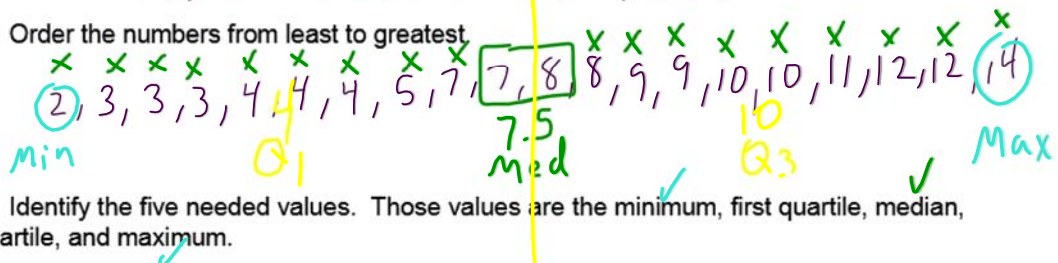 Order the numbers from least to greatest.
x x x x x x x x x x x x x x x x x x
2, 3, 3, 3, 4, 4, 4, 5, 7, 7, 8, 8, 9, 9, 10, 10, 11, 12, 12, 14
4 7.5 10
Min Q1 Med Q3 Max
Identify the five needed values. Those values are the minimum, first quartile, median,
artile, and maximum.